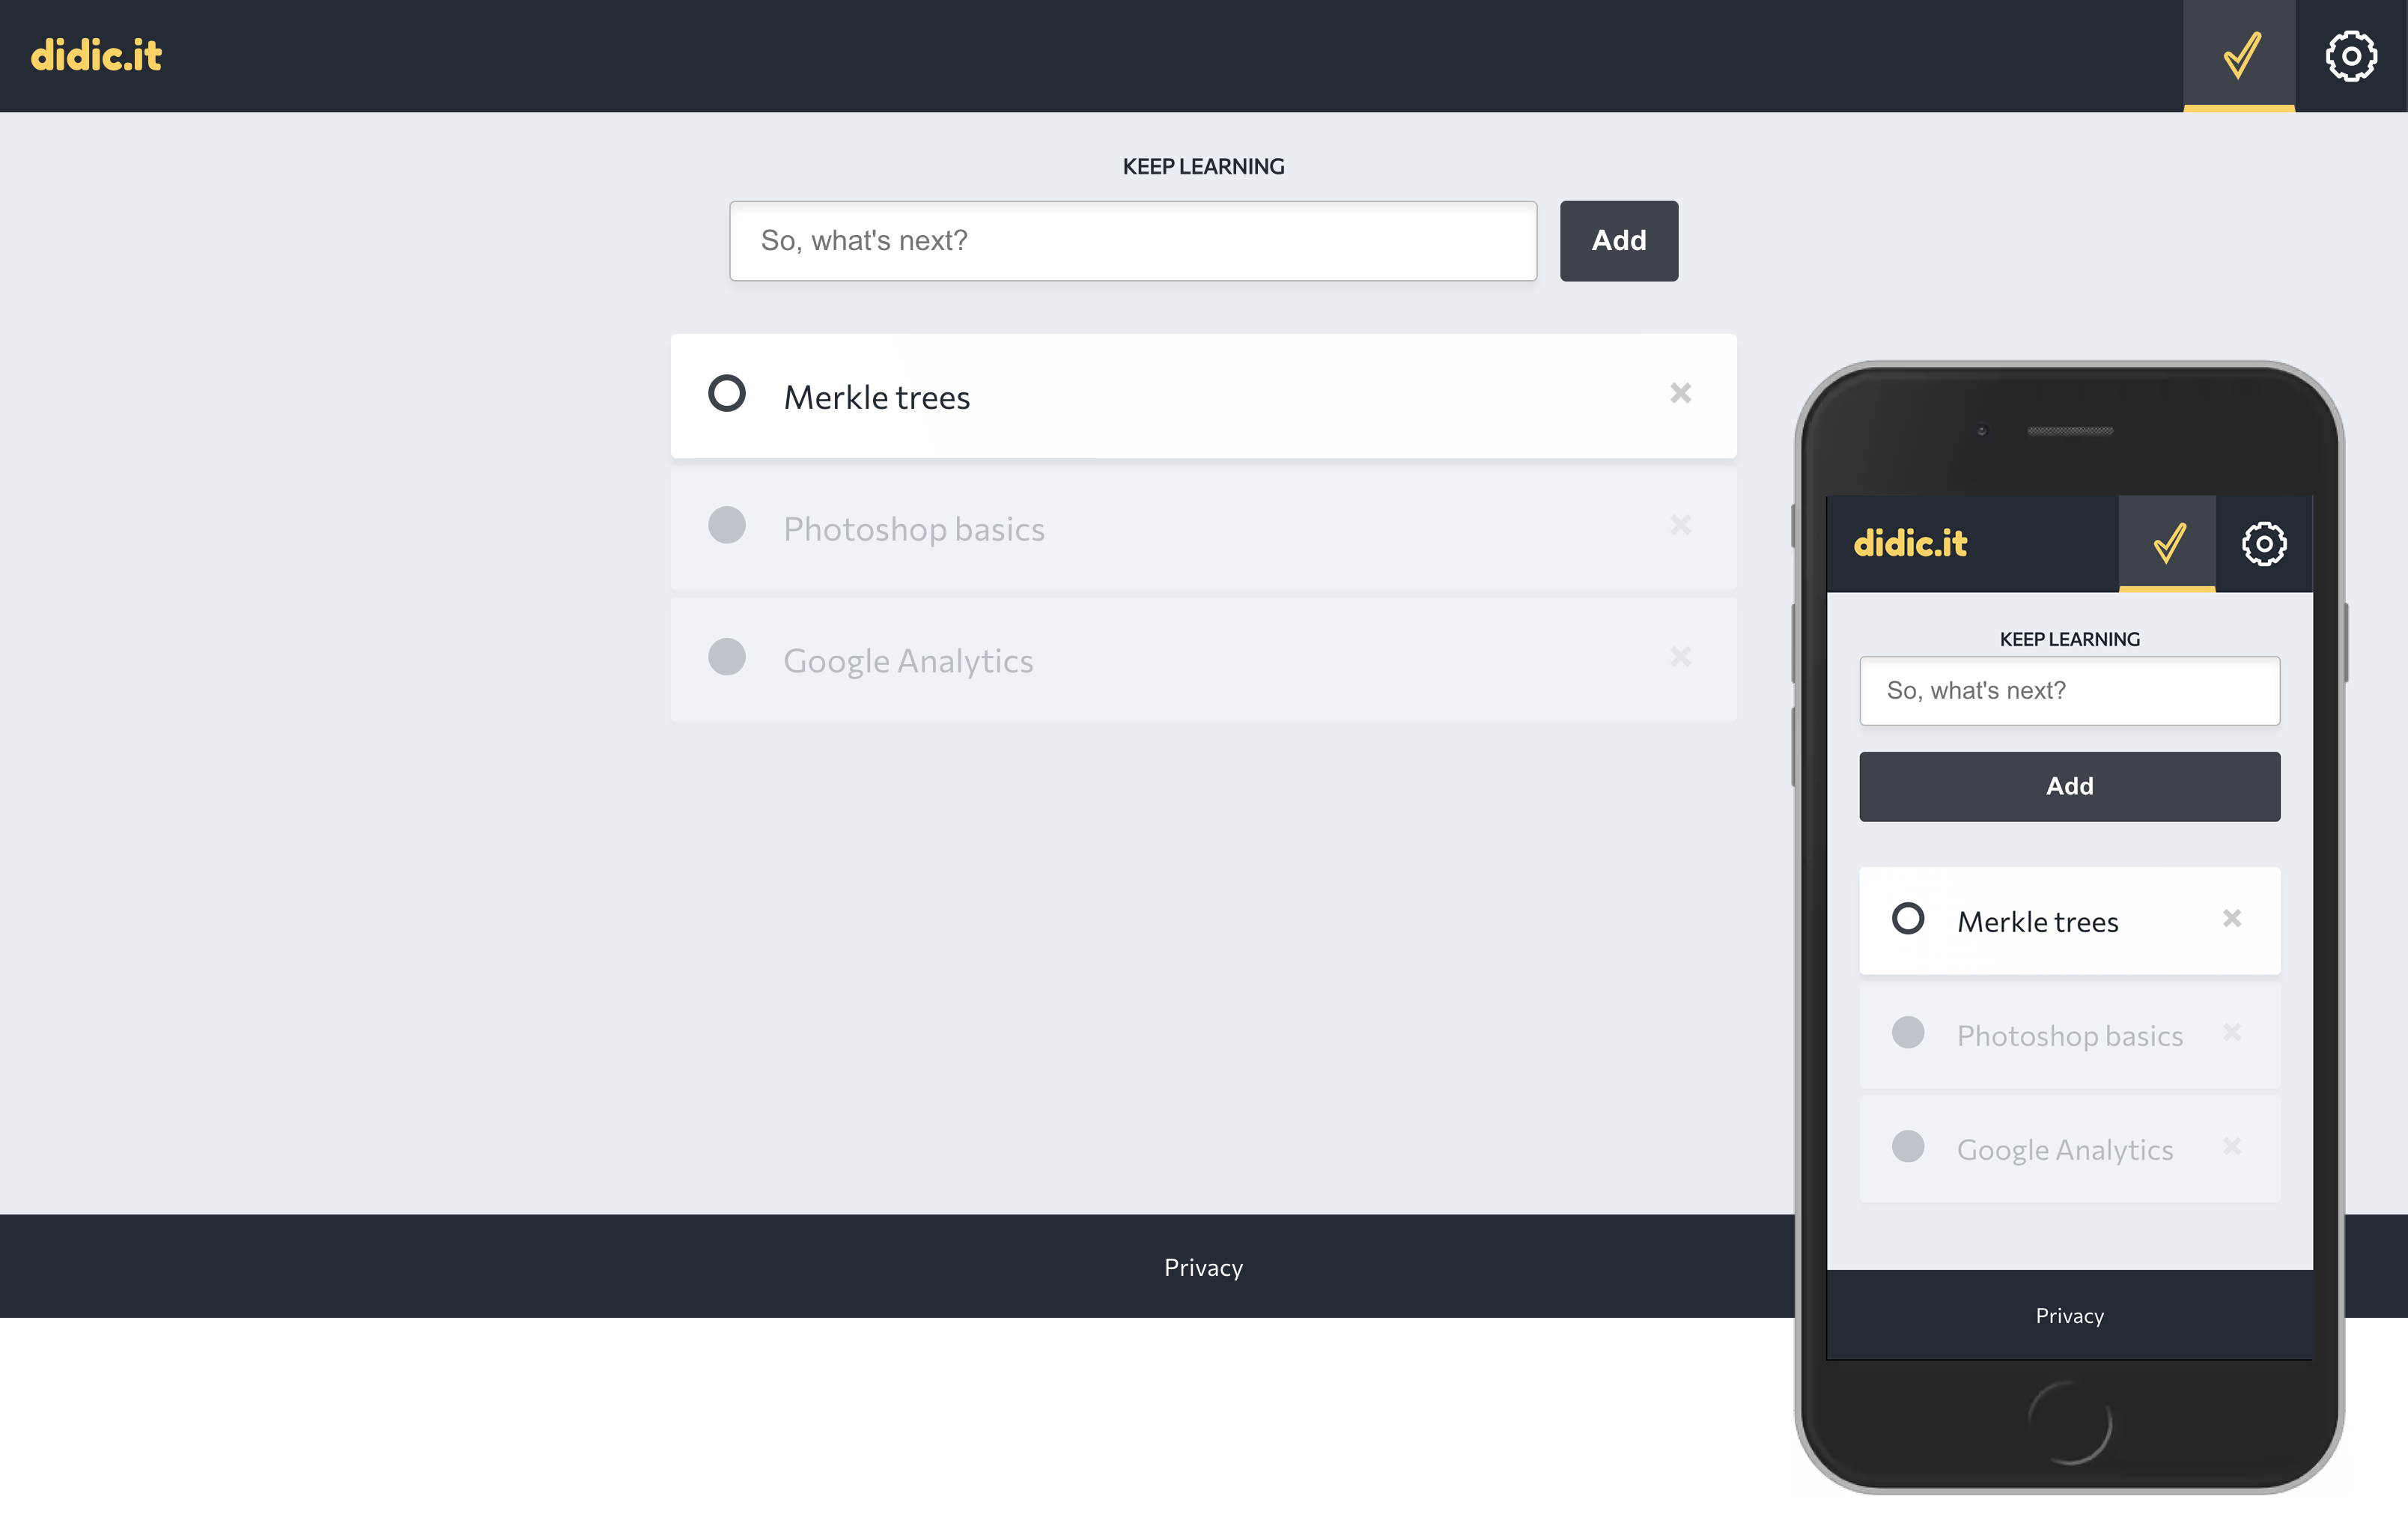 didic.it
KEEP LEARNING
So, what's next?
Add
Merkle trees
Photoshop basics
Google Analytics
Privacy
didic.it
KEEP LEARNING
So, what's next?
Add
Merkle trees
Photoshop basics
Google Analytics
Privacy